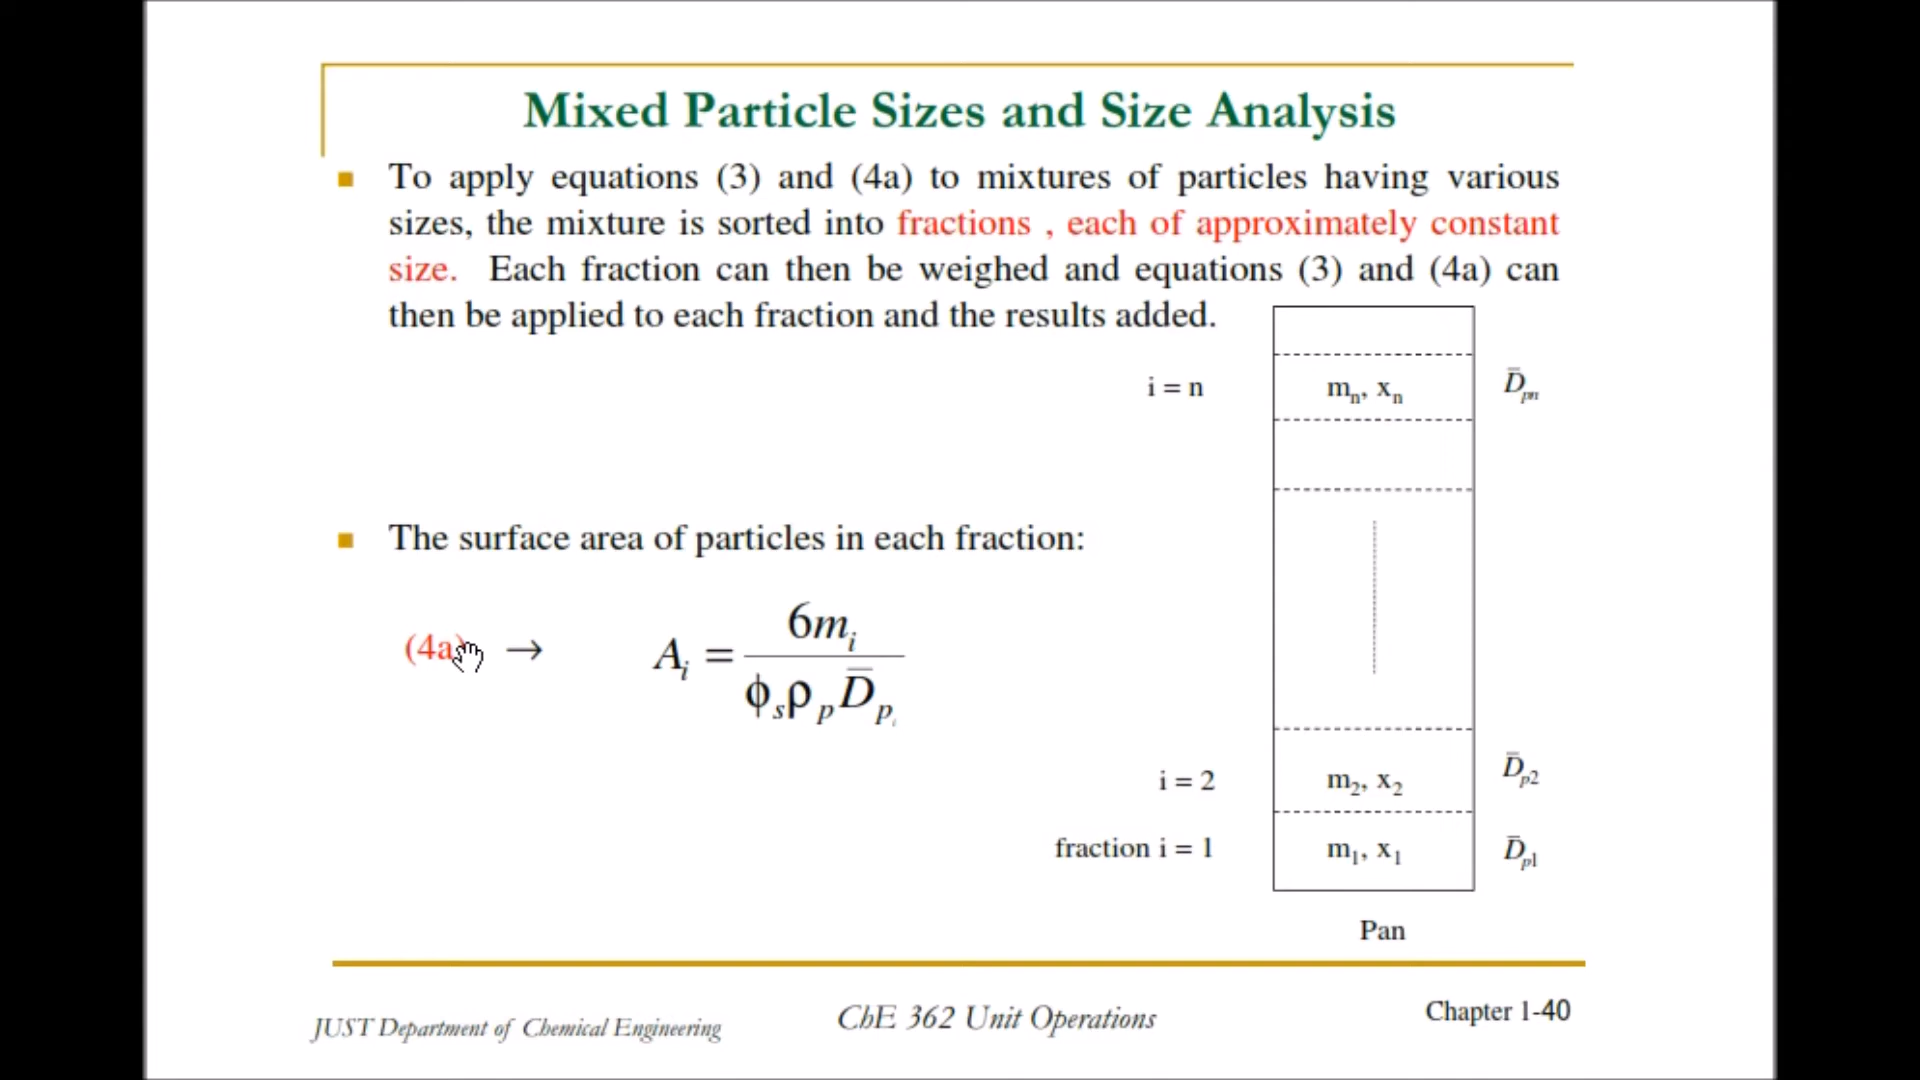 Mixed Particle Sizes and Size Analysis
To apply equations (3) and (4a) to mixtures of particles having various
sizes, the mixture is sorted into fractions , each of approximately constant
size. Each fraction can then be weighed and equations (3) and (4a) can
then be applied to each fraction and the results added.
i = n mₙ, xₙ D̄ₚₙ
The surface area of particles in each fraction:
(4a) → Aᵢ = 6mᵢ / ϕₛρₚD̄ₚᵢ
i = 2 m₂, x₂ D̄ₚ₂
fraction i = 1 m₁, x₁ D̄ₚ₁
Pan
JUST Department of Chemical Engineering ChE 362 Unit Operations Chapter 1-40